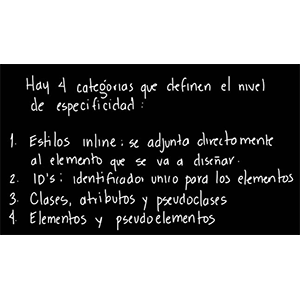 Hay 4 categorias que definen el nivel
de especificidad:
1. Estilos inline: se adjunta directamente
al elemento que se va a diseñar.
2. ID's: identificador unico para los elementos
3. Clases, atributos y pseudoclases
4. Elementos y pseudoelementos